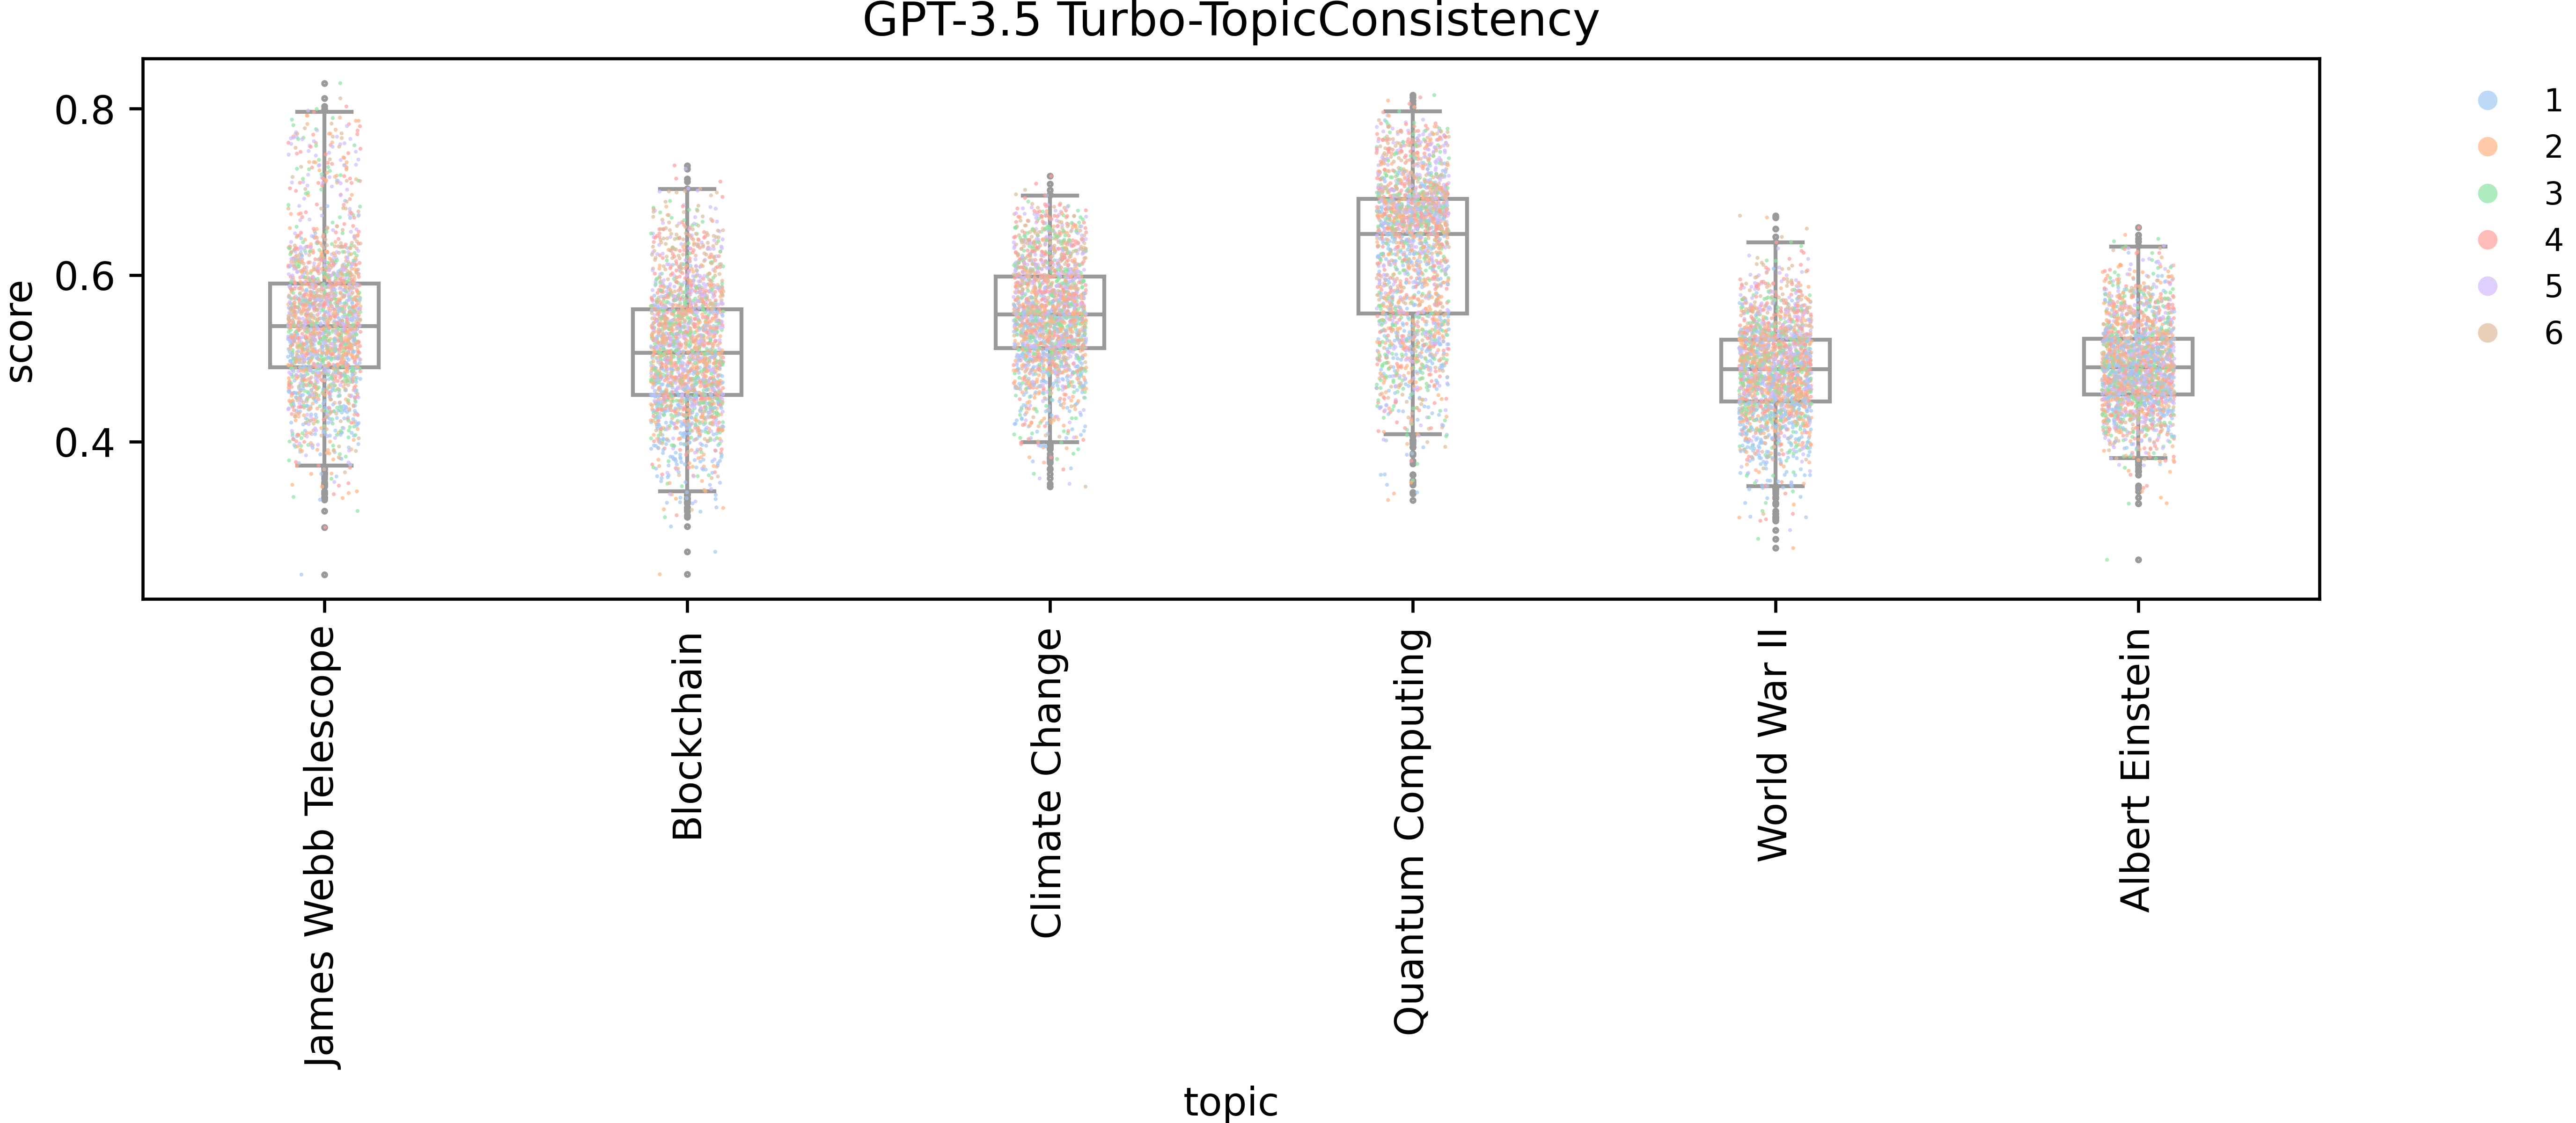 GPT-3.5 Turbo-TopicConsistency
score
0.8
0.6
0.4
James Webb Telescope
Blockchain
Climate Change
Quantum Computing
World War II
Albert Einstein
topic
1
2
3
4
5
6